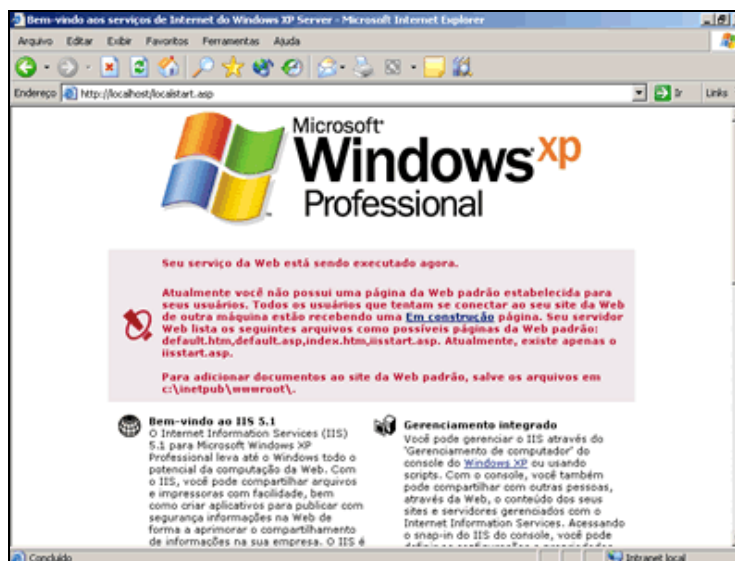 Bem-vindo aos serviços de Internet do Windows XP Server - Microsoft Internet Explorer
Arquivo Editar Exibir Favoritos Ferramentas Ajuda
Endereço http://localhost/localstart.asp Ir Links
Microsoft
Windows xp
Professional
Seu serviço da Web está sendo executado agora.
Atualmente você não possui uma página da Web padrão estabelecida para
seus usuários. Todos os usuários que tentam se conectar ao seu site da Web
de outra máquina estão recebendo uma Em construção página. Seu servidor
Web lista os seguintes arquivos como possíveis páginas da Web padrão:
default.htm,default.asp,index.htm,iisstart.asp. Atualmente, existe apenas o
iisstart.asp.
Para adicionar documentos ao site da Web padrão, salve os arquivos em
c:\inetpub\wwwroot\.
Bem-vindo ao IIS 5.1
O Internet Information Services (IIS)
5.1 para Microsoft Windows XP
Professional leva até o Windows todo o
potencial da computação da Web. Com
o IIS, você pode compartilhar arquivos
e impressoras com facilidade, bem
como criar aplicativos para publicar com
segurança informações na Web de
forma a aprimorar o compartilhamento
de informações na sua empresa. O IIS é
Gerenciamento integrado
Você pode gerenciar o IIS através do
'Gerenciamento de computador' do
console do Windows XP ou usando
scripts. Com o console, você também
pode compartilhar com outras pessoas,
através da Web, o conteúdo dos seus
sites e servidores gerenciados com o
Internet Information Services. Acessando
o snap-in do IIS do console, você pode
Concluído Intranet local